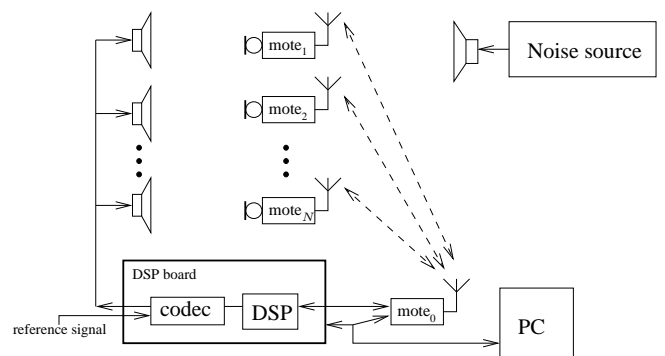 mote1
Noise source
mote2
moteN
DSP board
codec
DSP
mote0
PC
reference signal